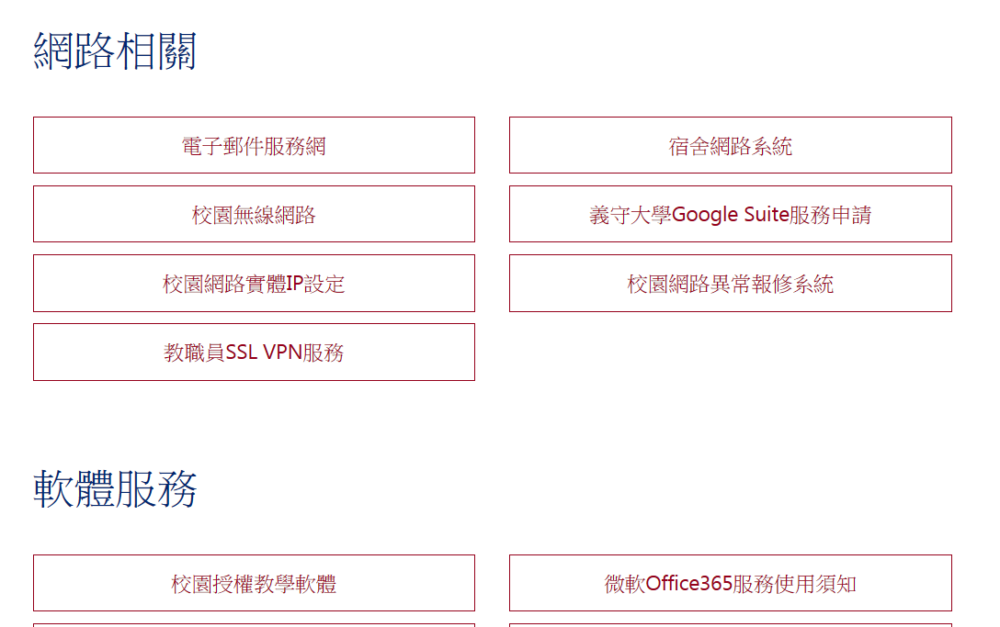 網路相關
電子郵件服務網
宿舍網路系統
校園無線網路
義守大學Google Suite服務申請
校園網路實體IP設定
校園網路異常報修系統
教職員SSL VPN服務
軟體服務
校園授權教學軟體
微軟Office365服務使用須知